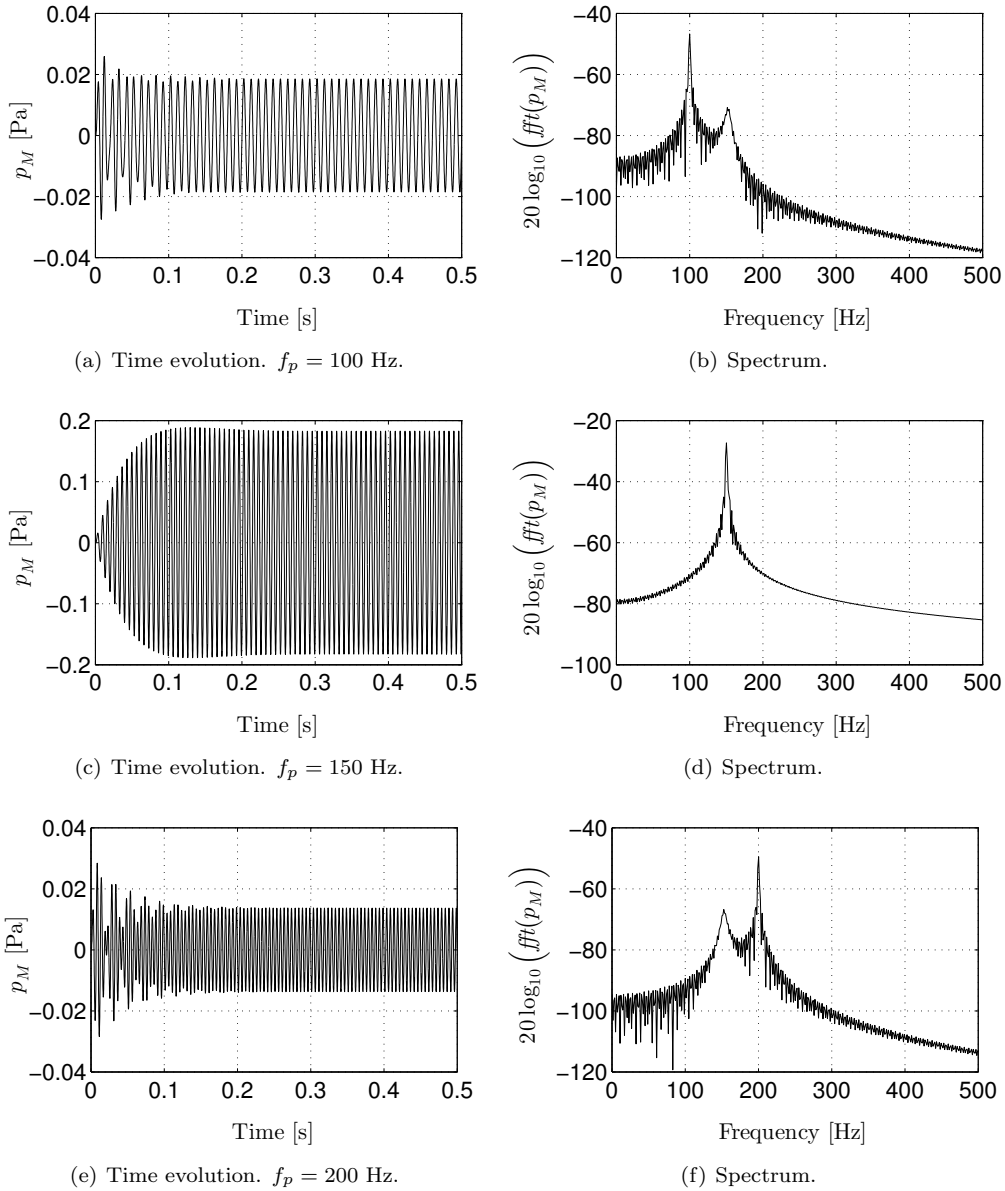 0.04
0.02
0
−0.02
−0.04
p_M [Pa]
0 0.1 0.2 0.3 0.4 0.5
Time [s]
(a) Time evolution. f_p = 100 Hz.
−40
−60
−80
−100
−120
20 log_10 (fft(p_M))
0 100 200 300 400 500
Frequency [Hz]
(b) Spectrum.
0.2
0.1
0
−0.1
−0.2
p_M [Pa]
0 0.1 0.2 0.3 0.4 0.5
Time [s]
(c) Time evolution. f_p = 150 Hz.
−20
−40
−60
−80
−100
20 log_10 (fft(p_M))
0 100 200 300 400 500
Frequency [Hz]
(d) Spectrum.
0.04
0.02
0
−0.02
−0.04
p_M [Pa]
0 0.1 0.2 0.3 0.4 0.5
Time [s]
(e) Time evolution. f_p = 200 Hz.
−40
−60
−80
−100
−120
20 log_10 (fft(p_M))
0 100 200 300 400 500
Frequency [Hz]
(f) Spectrum.